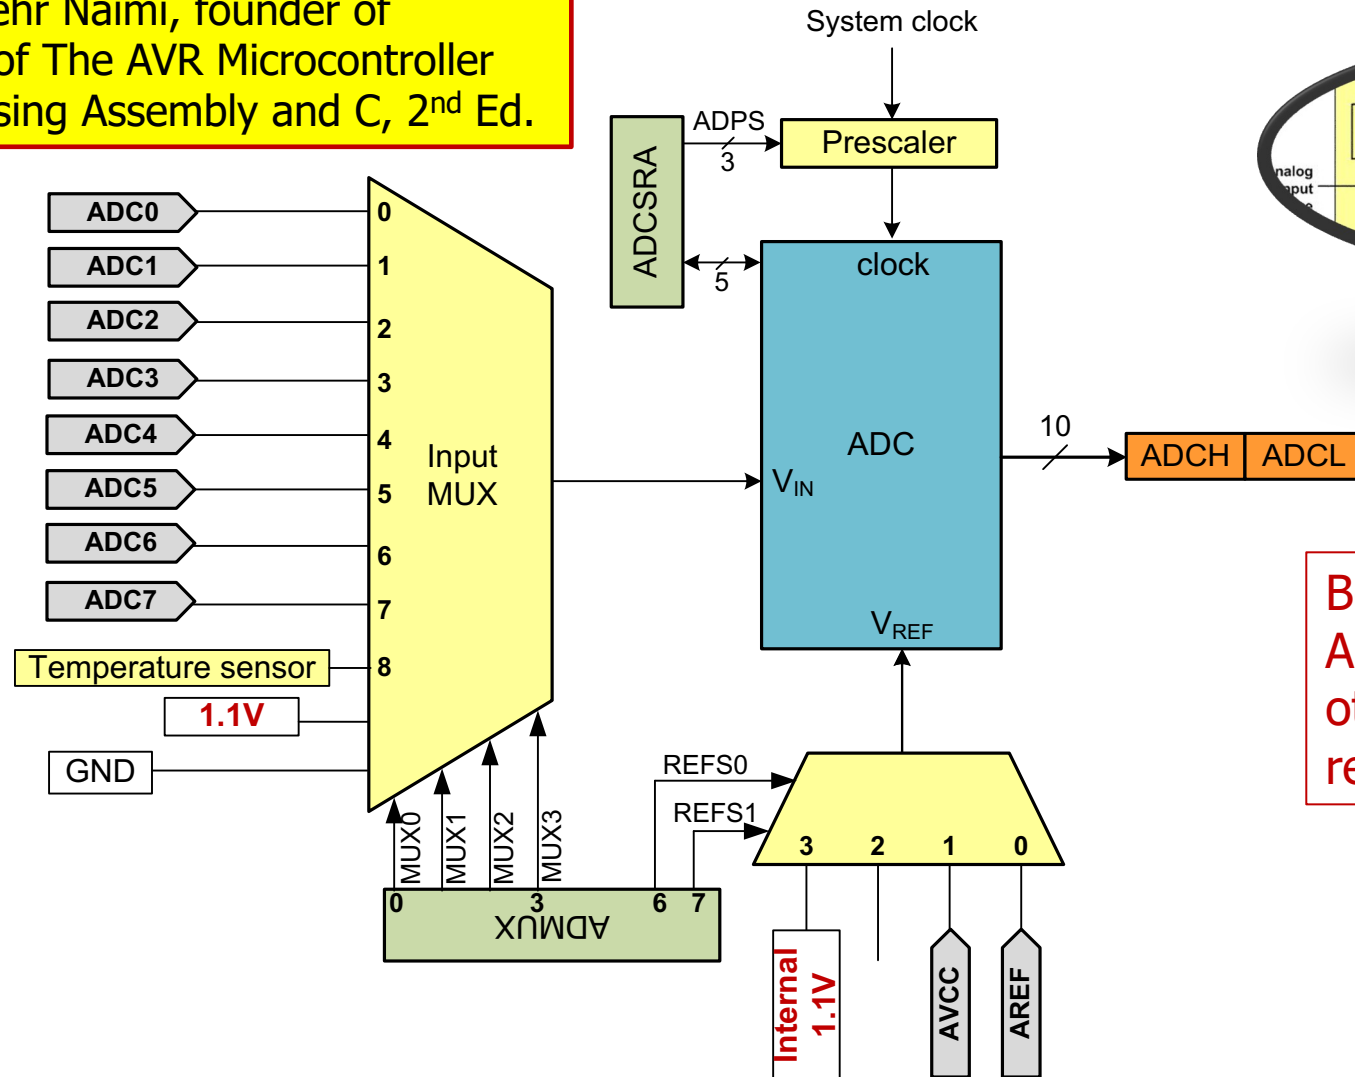 ehr Naimi, founder of
of The AVR Microcontroller
sing Assembly and C, 2nd Ed.
System clock
ADPS
3
Prescaler
ADCSRA
5
clock
nalog
put
ADC0
ADC1
ADC2
ADC3
ADC4
ADC5
ADC6
ADC7
Temperature sensor
1.1V
GND
0
1
2
3
4
5
6
7
8
Input
MUX
ADC
VIN
VREF
10
ADCH ADCL
B
A
of
re
MUX0
MUX1
MUX2
MUX3
REFS0
REFS1
0 3 6 7
ADMUX
3 2 1 0
Internal
1.1V
AVCC
AREF